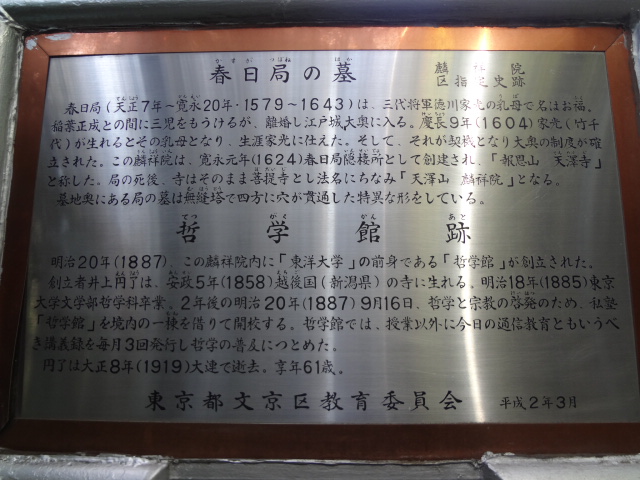 春日局の墓 麟祥院
区指定史跡
春日局(天正7年〜寛永20年・1579〜1643)は、三代将軍徳川家光の乳母で名はお福。
稲葉正成との間に三児をもうけるが、離婚し江戸城大奥に入る。慶長9年(1604)家光(竹千
代)が生れるとその乳母となり、生涯家光に仕えた。そして、それが契機となり大奥の制度が確
立された。この麟祥院は、寛永元年(1624)春日局隠棲所として創建され、「報恩山 天澤寺」
と称した。局の死後、寺はそのまま菩提寺とし法名にちなみ「天澤山 麟祥院」となる。
墓地奥にある局の墓は無縫塔で四方に穴が貫通した特異な形をしている。
哲学館跡
明治20年(1887)、この麟祥院内に「東洋大学」の前身である「哲学館」が創立された。
創立者井上円了は、安政5年(1858)越後国(新潟県)の寺に生れる。明治18年(1885)東京
大学文学部哲学科卒業。2年後の明治20年(1887)9月16日、哲学と宗教の啓発のため、私塾
「哲学館」を境内の一棟を借りて開校する。哲学館では、授業以外に今日の通信教育ともいうべ
き講義録を毎月3回発行し哲学の普及につとめた。
円了は大正8年(1919)大連で逝去。享年61歳。
東京都文京区教育委員会 平成2年3月